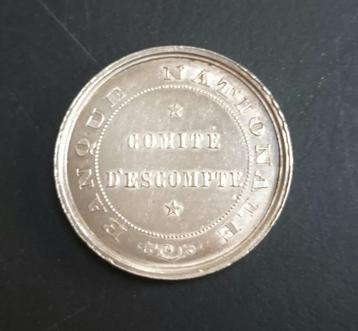 BANQUE NATIONALE
COMITÉ
D'ESCOMPTE